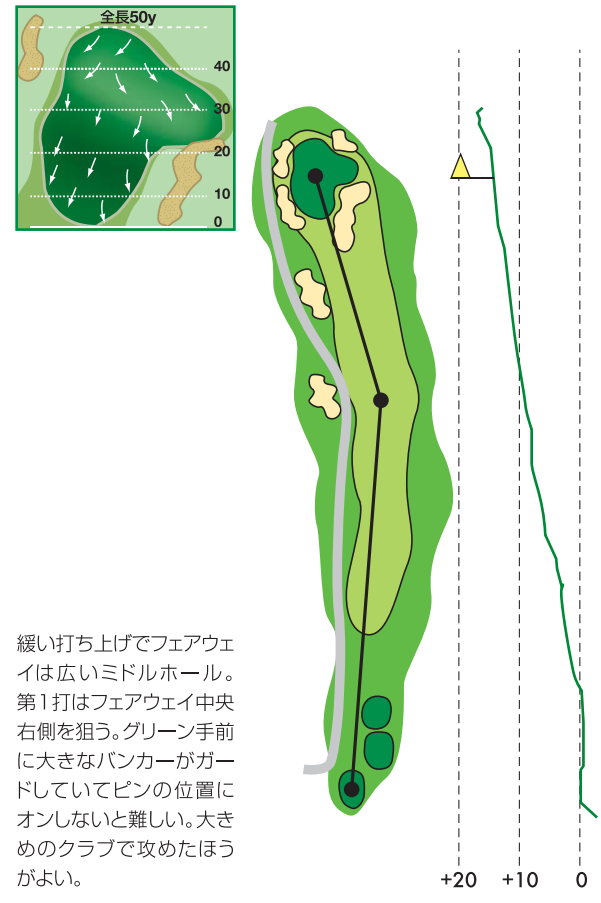 全長50y
40
30
20
10
0
緩い打ち上げでフェアウェ
イは広いミドルホール。
第1打はフェアウェイ中央
右側を狙う。グリーン手前
に大きなバンカーがガー
ドしていてピンの位置に
オンしないと難しい。大き
めのクラブで攻めたほう
がよい。
+20 +10 0